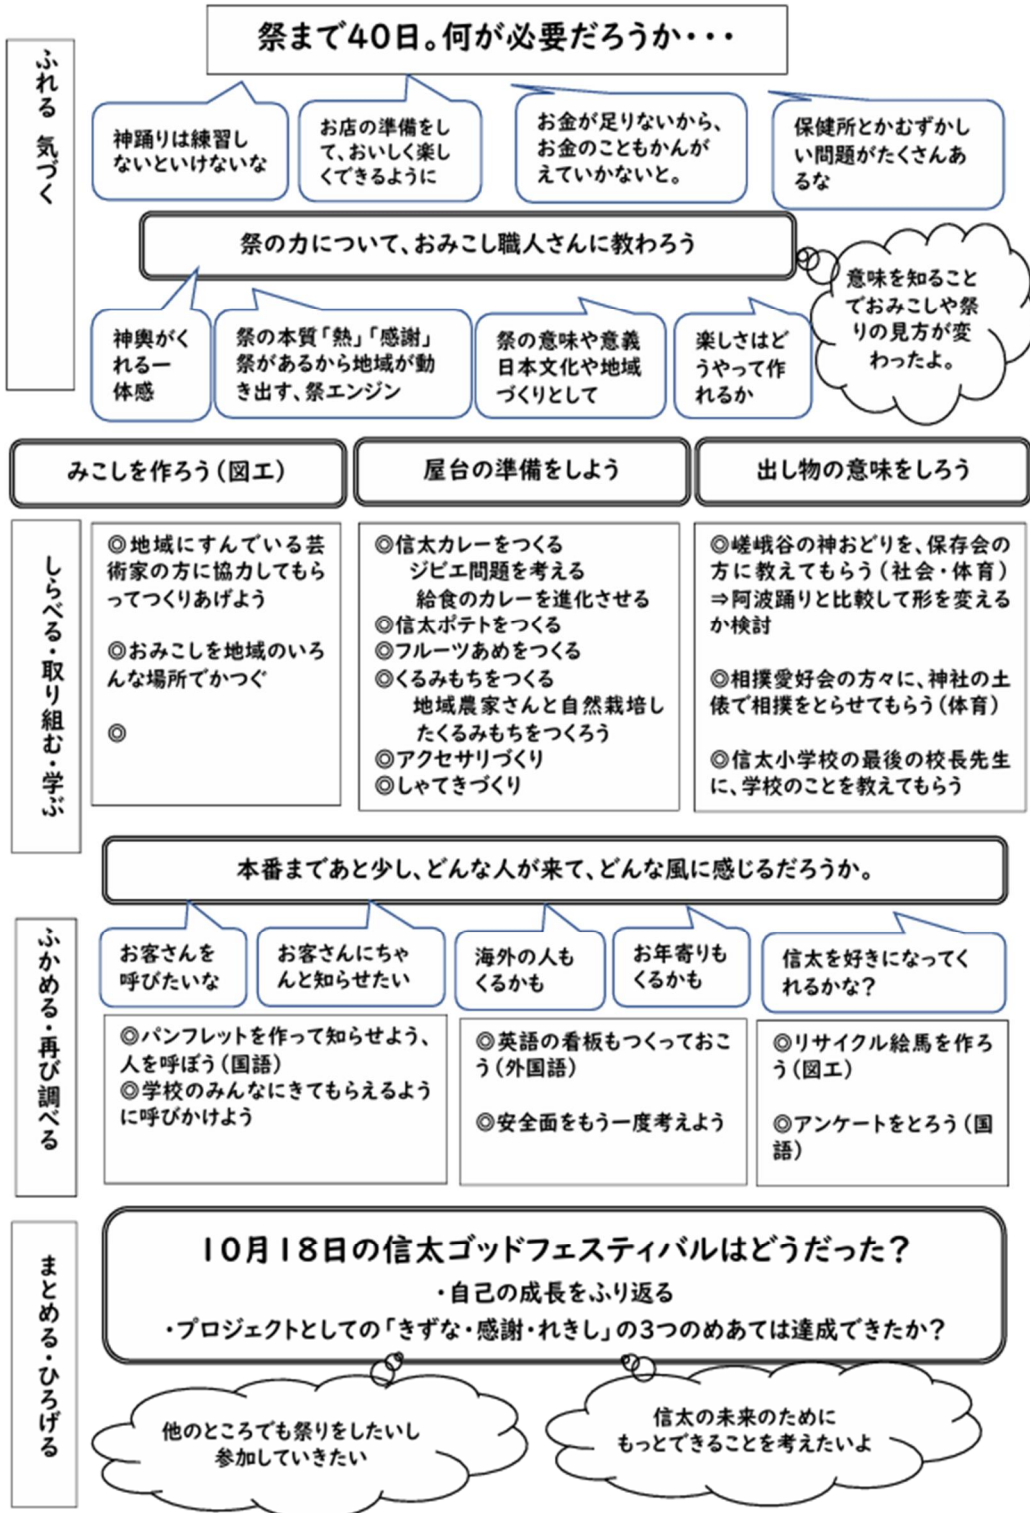 祭まで40日。何が必要だろうか・・・
ふれる 気づく
神踊りは練習し
ないといけないな
お店の準備をし
て、おいしく楽し
くできるように
お金が足りないから、
お金のこともかんが
えていかないと。
保健所とかむずかし
い問題がたくさんあ
るな
祭の力について、おみこし職人さんに教わろう
意味を知ること
でおみこしや祭
りの見方が変
わったよ。
神輿がく
れる一
体感
祭の本質「熱」「感謝」
祭があるから地域が動
き出す、祭エンジン
祭の意味や意義
日本文化や地域
づくりとして
楽しさはど
うやって作
れるか
みこしを作ろう（図工）
屋台の準備をしよう
出し物の意味をしろう
しらべる・取り組む・学ぶ
◎地域にすんでいる芸
術家の方に協力してもら
ってつくりあげよう
◎おみこしを地域のいろ
んな場所でかつぐ
◎
◎信太カレーをつくる
ジビエ問題を考える
給食のカレーを進化させる
◎信太ポテトをつくる
◎フルーツあめをつくる
◎くるみもちをつくる
地域農家さんと自然栽培し
たくるみもちをつくろう
◎アクセサリづくり
◎しゃてきづくり
◎嵯峨谷の神おどりを、保存会の
方に教えてもらう（社会・体育）
⇒阿波踊りと比較して形を変える
か検討
◎相撲愛好会の方々に、神社の土
俵で相撲をとらせてもらう（体育）
◎信太小学校の最後の校長先生
に、学校のことを教えてもらう
本番まであと少し、どんな人が来て、どんな風に感じるだろうか。
ふかめる・再び調べる
お客さんを
呼びたいな
お客さんにちゃ
んと知らせたい
海外の人も
くるかも
お年寄りも
くるかも
信太を好きになってく
れるかな？
◎パンフレットを作って知らせよう、
人を呼ぼう（国語）
◎学校のみんなにきてもらえるよう
に呼びかけよう
◎英語の看板もつくっておこ
う（外国語）
◎安全面をもう一度考えよう
◎リサイクル絵馬を作ろ
う（図工）
◎アンケートをとろう（国
語）
まとめる・ひろげる
10月18日の信太ゴッドフェスティバルはどうだった？
・自己の成長をふり返る
・プロジェクトとしての「きずな・感謝・れきし」の3つのめあては達成できたか？
他のところでも祭りをしたいし
参加していきたい
信太の未来のために
もっとできることを考えたいよ